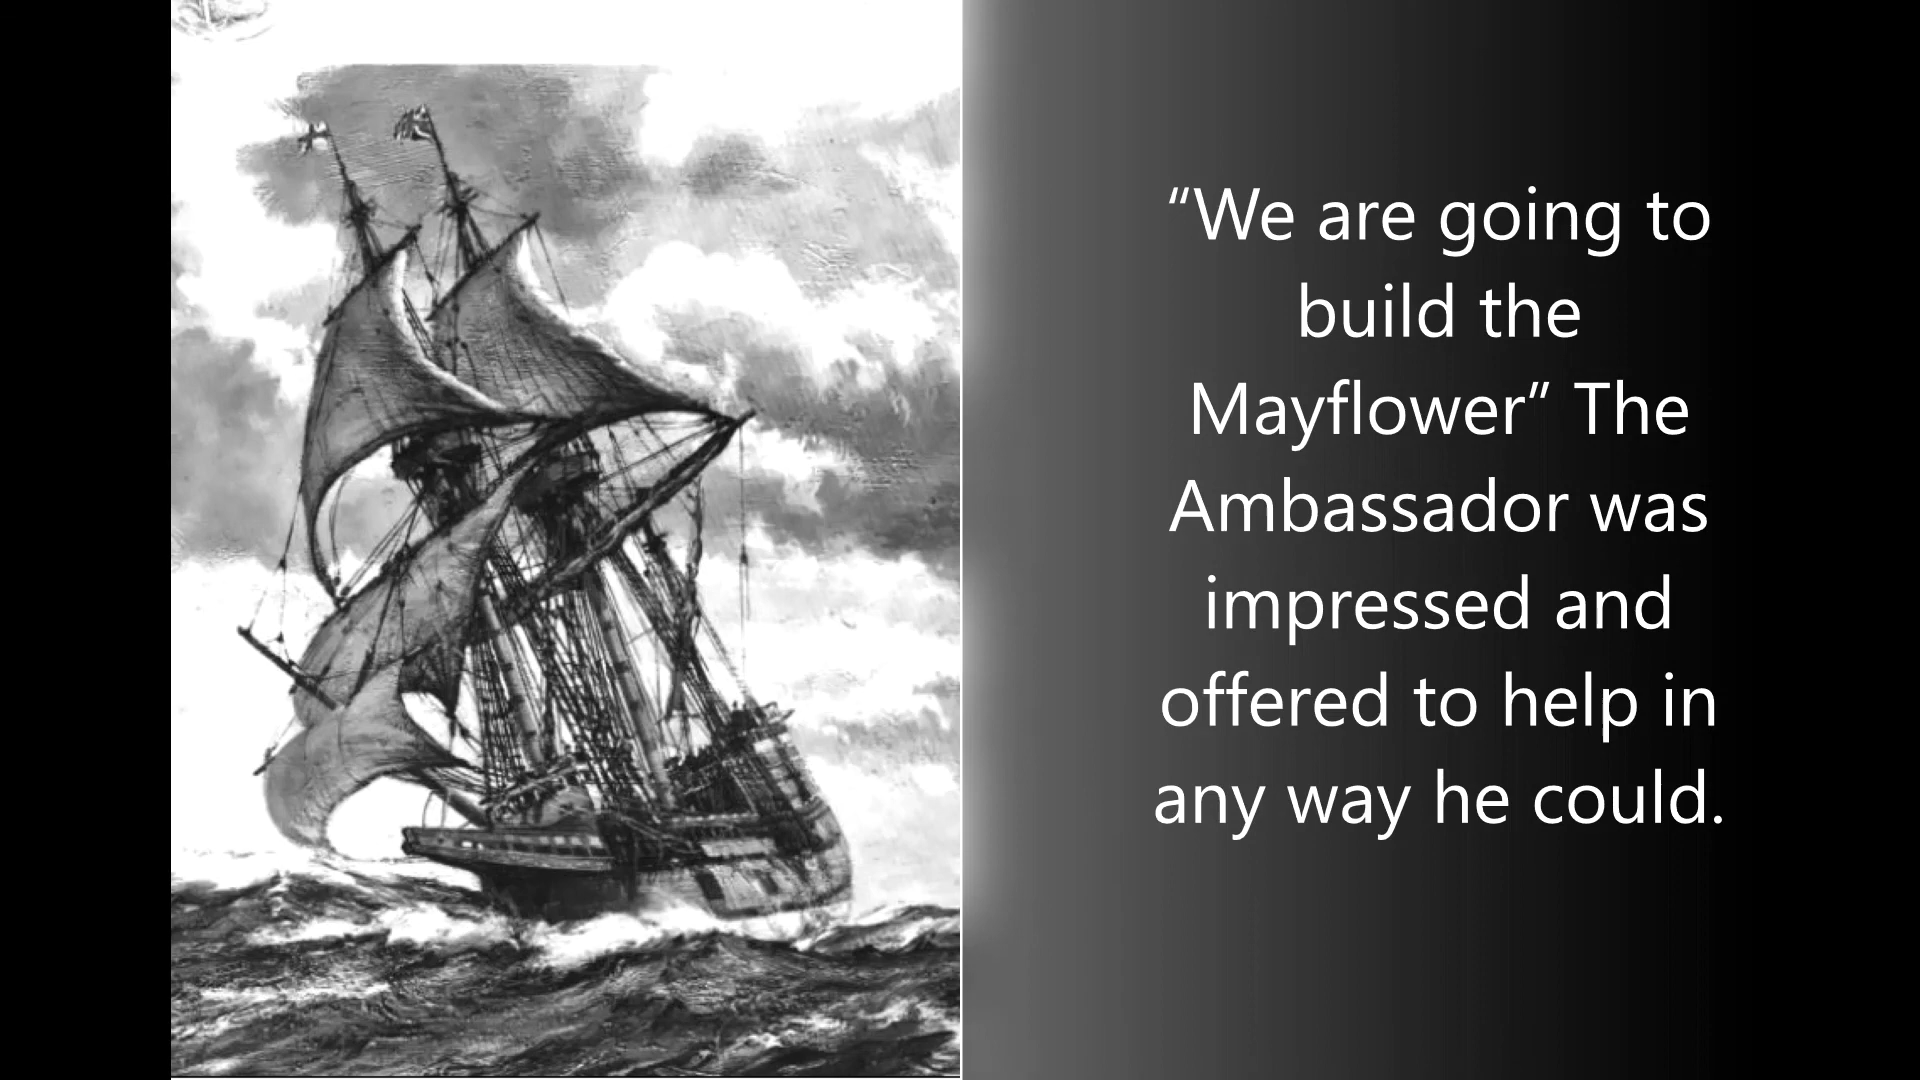 “We are going to
build the
Mayflower” The
Ambassador was
impressed and
offered to help in
any way he could.